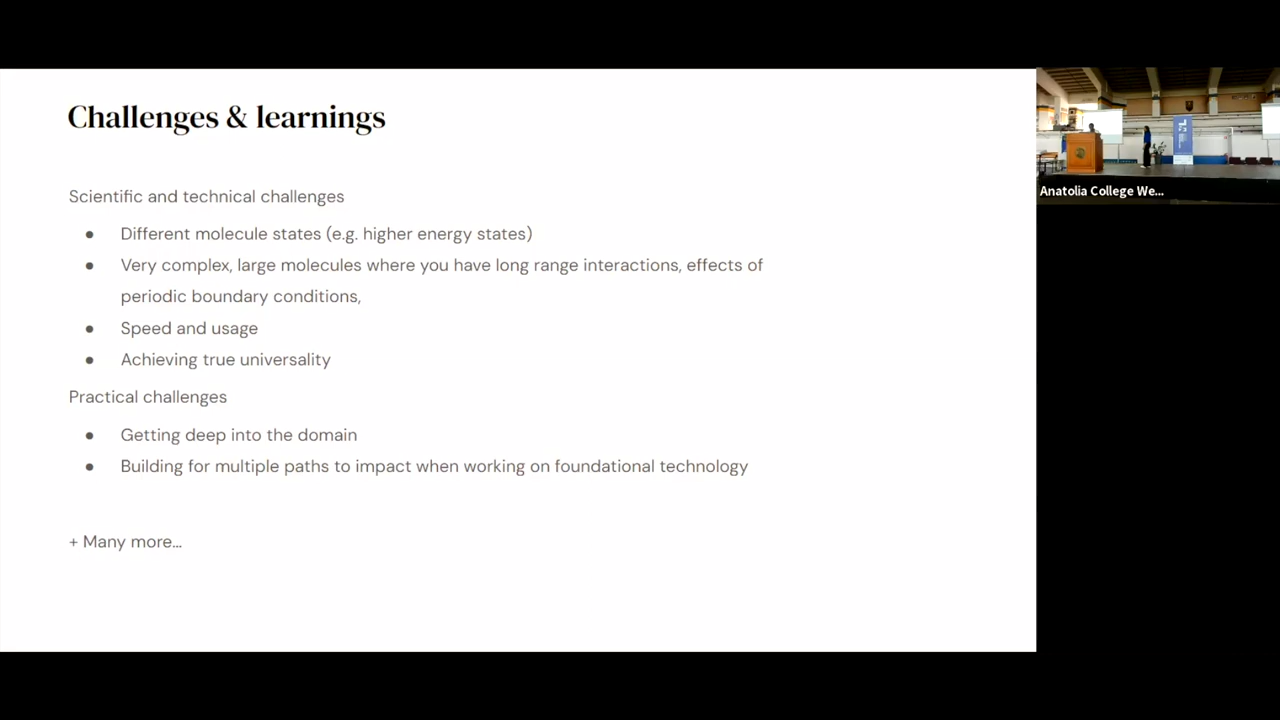 Challenges & learnings
Scientific and technical challenges
● Different molecule states (e.g. higher energy states)
● Very complex, large molecules where you have long range interactions, effects of
periodic boundary conditions,
● Speed and usage
● Achieving true universality
Practical challenges
● Getting deep into the domain
● Building for multiple paths to impact when working on foundational technology
+ Many more...
Anatolia College We...